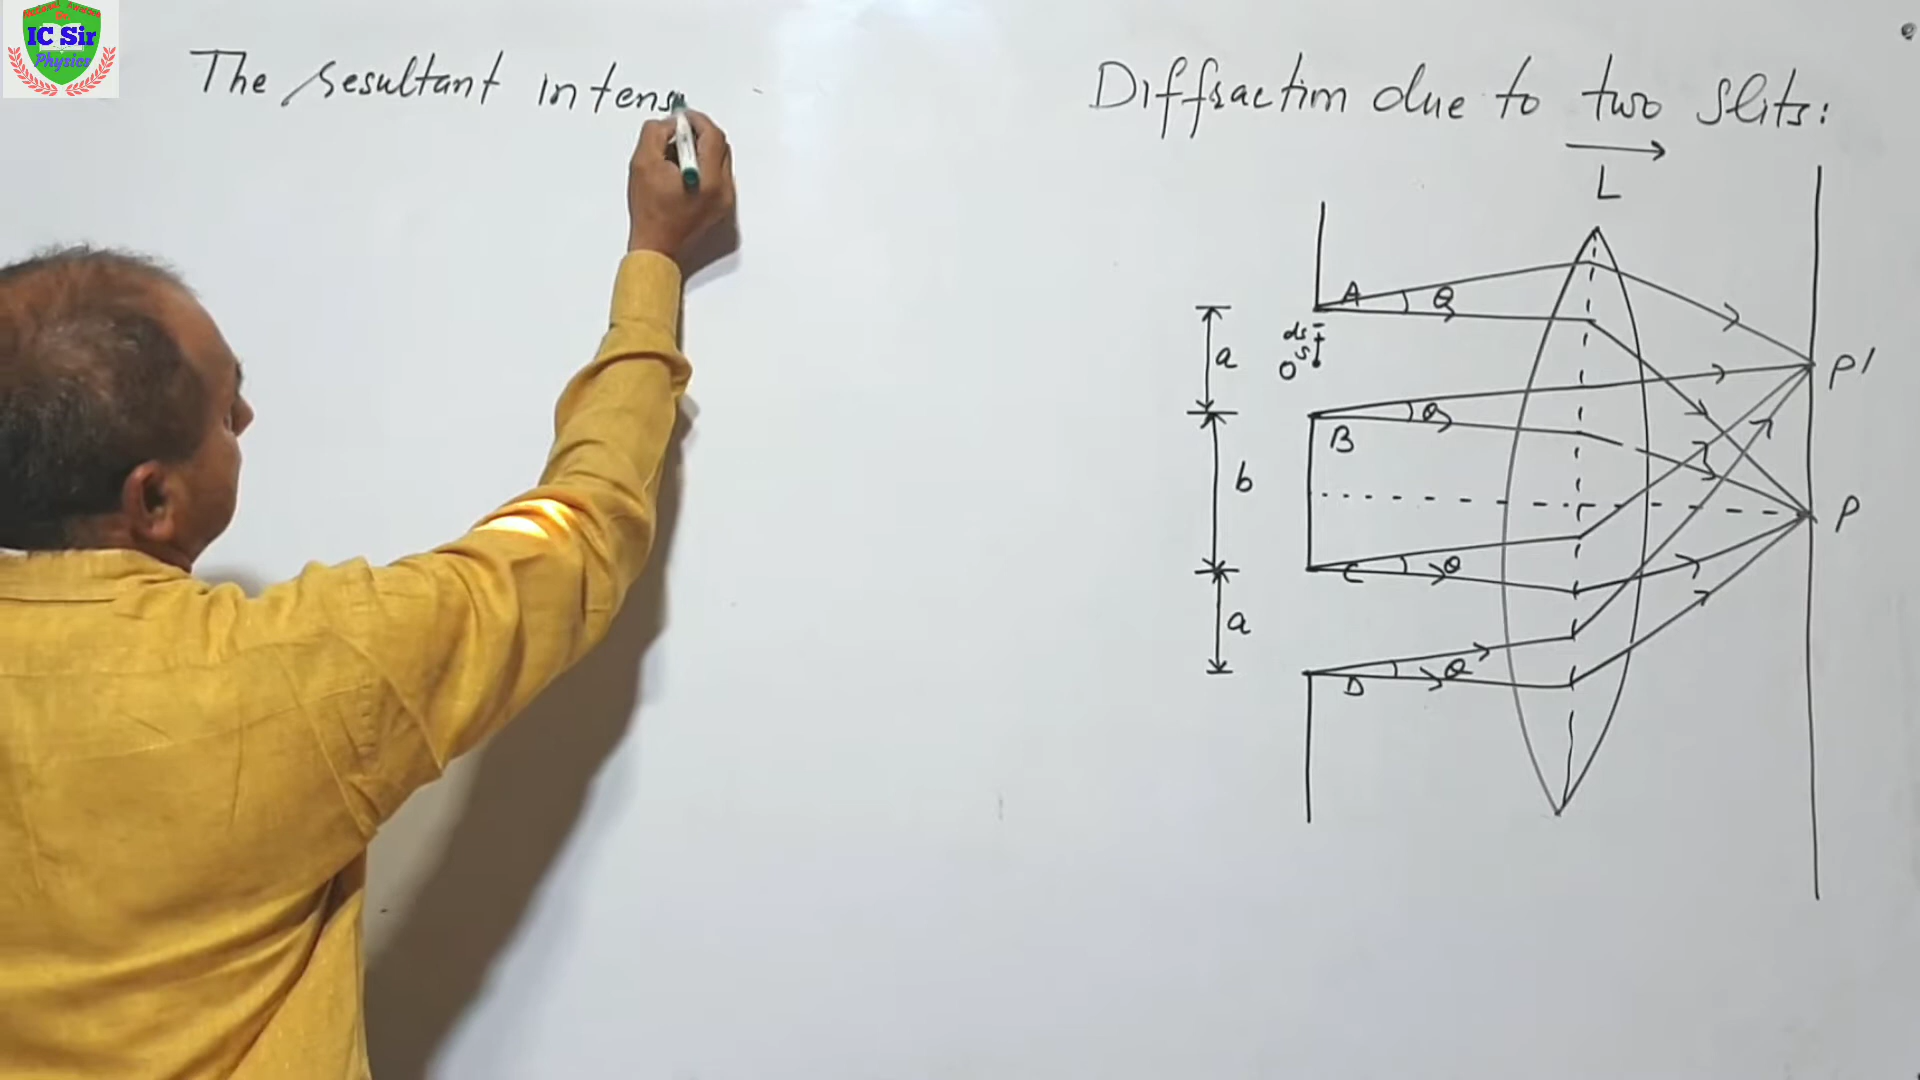 IC Sir
Physics
The resultant intens
Diffraction due to two slits:
L
A
θ
ds
s
O
a
P'
θ
B
b
P
C
θ
a
D
θ